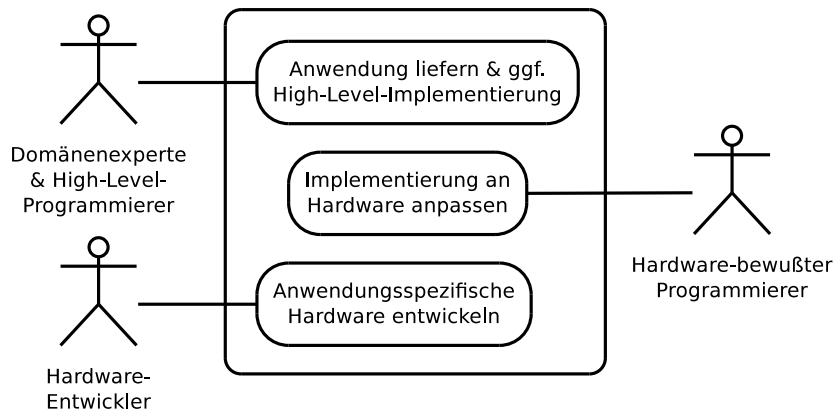 Anwendung liefern & ggf.
High-Level-Implementierung
Domänenexperte
& High-Level-
Programmierer
Implementierung an
Hardware anpassen
Hardware-bewußter
Programmierer
Anwendungsspezifische
Hardware entwickeln
Hardware-
Entwickler